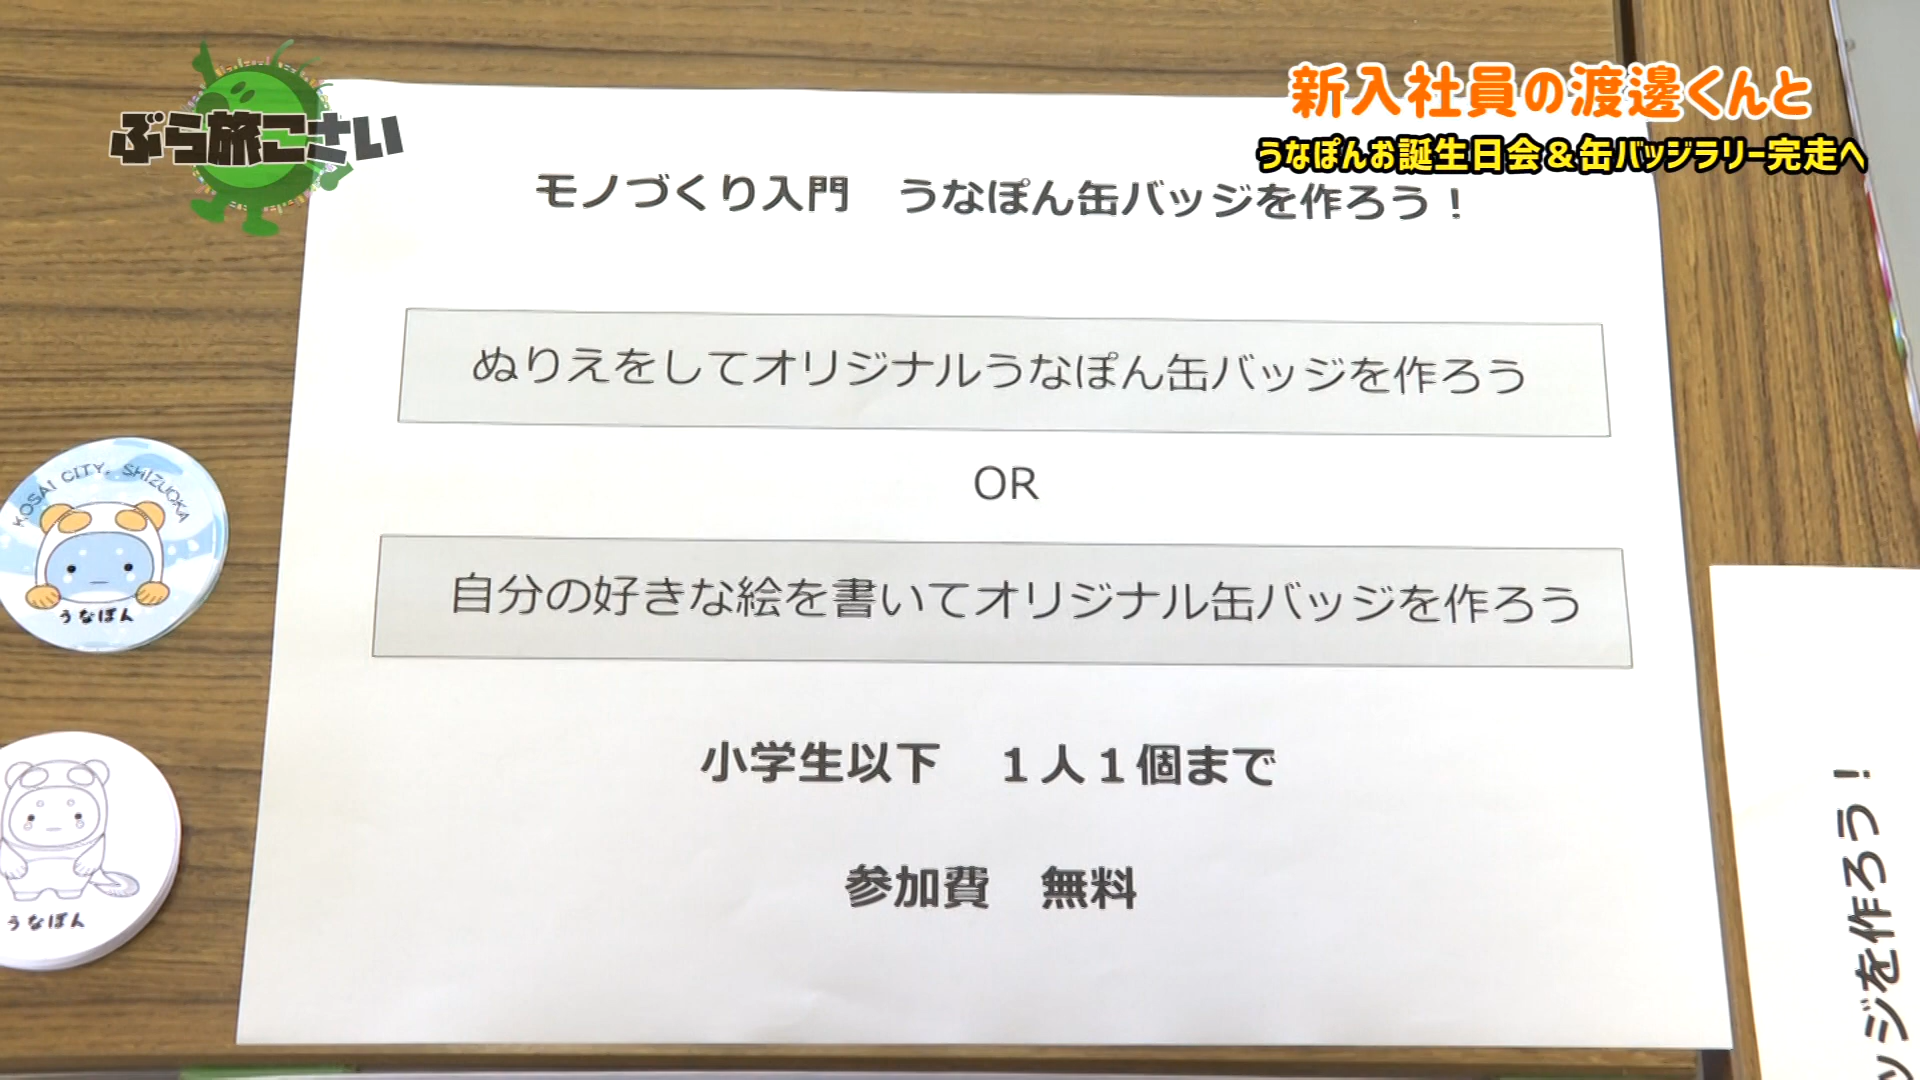 ぶら旅こさい
新入社員の渡邊くんと
うなぽんお誕生日会＆缶バッジラリー完走へ
モノづくり入門　うなぽん缶バッジを作ろう！
ぬりえをしてオリジナルうなぽん缶バッジを作ろう
OR
自分の好きな絵を書いてオリジナル缶バッジを作ろう
小学生以下　１人１個まで
参加費　無料
KOSAI CITY, SHIZUOKA
うなぽん
うなぽん
ッジを作ろう！